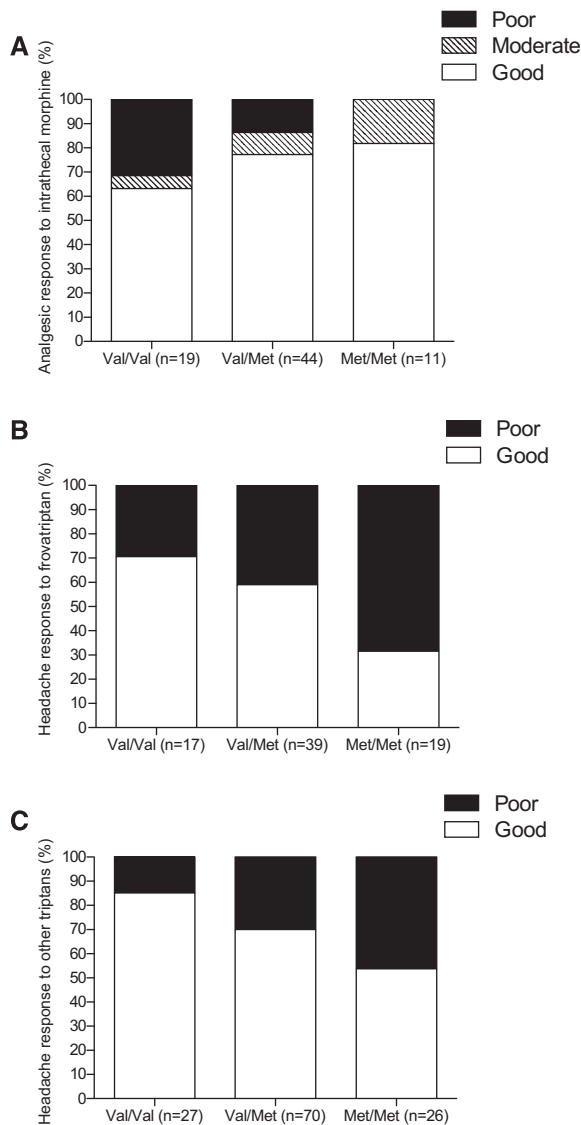 Poor
A
Moderate
Good
Analgesic response to intrathecal morphine (%)
100
90
80
70
60
50
40
30
20
10
0
Val/Val (n=19) Val/Met (n=44) Met/Met (n=11)
B
Poor
Good
Headache response to frovatriptan (%)
100
90
80
70
60
50
40
30
20
10
0
Val/Val (n=17) Val/Met (n=39) Met/Met (n=19)
C
Poor
Good
Headache response to other triptans (%)
100
90
80
70
60
50
40
30
20
10
0
Val/Val (n=27) Val/Met (n=70) Met/Met (n=26)